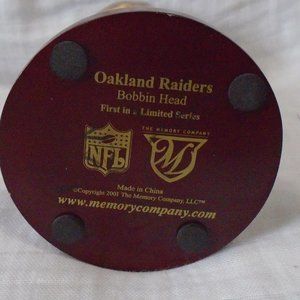 Oakland Raiders
Bobbin Head
First in a Limited Series
THE MEMORY COMPANY
NFL
M
Made in China
©Copyright 2001 The Memory Company, LLC™
www.memorycompany.com